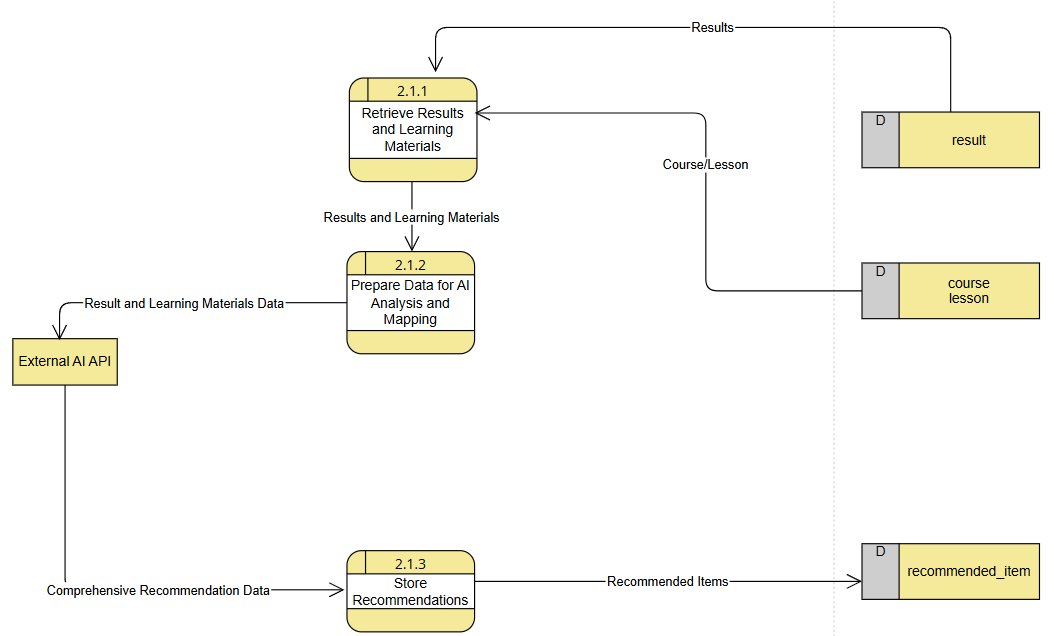 Results
2.1.1
Retrieve Results
and Learning
Materials
D
result
Course/Lesson
Results and Learning Materials
2.1.2
Prepare Data for AI
Analysis and
Mapping
D
course
lesson
Result and Learning Materials Data
External AI API
2.1.3
Store
Recommendations
Comprehensive Recommendation Data
Recommended Items
D
recommended_item